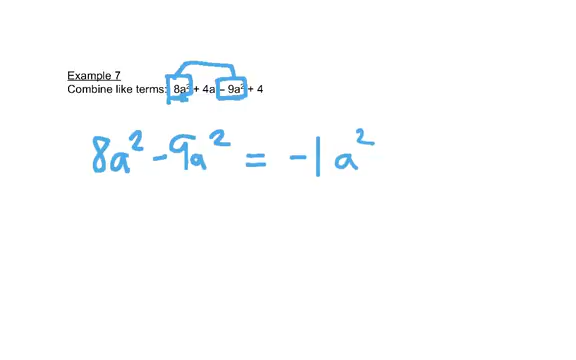 Example 7
Combine like terms: 8a² + 4a – 9a² + 4
8a² - 9a² = -1a²